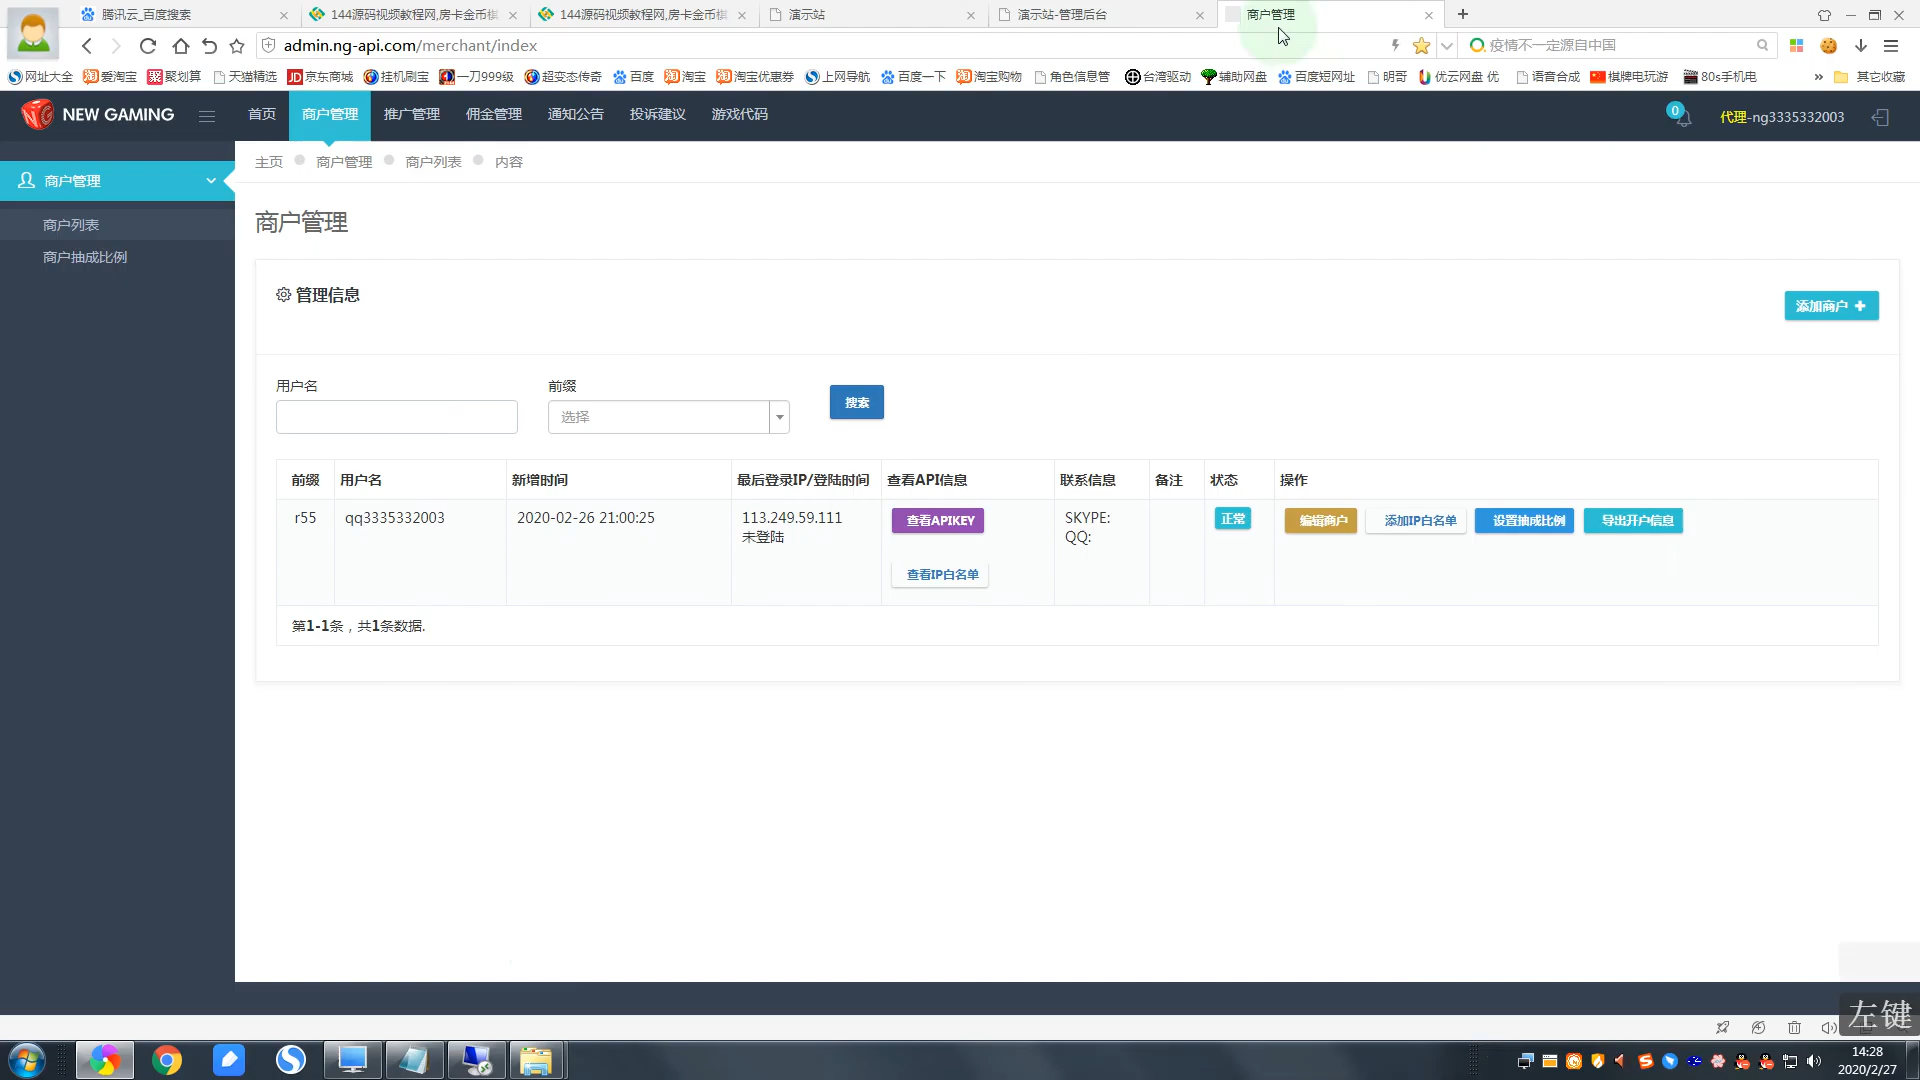 腾讯云_百度搜索
144源码视频教程网,房卡金币棋
144源码视频教程网,房卡金币棋
演示站
演示站-管理后台
商户管理
admin.ng-api.com/merchant/index
疫情不一定源自中国
网址大全
爱淘宝
聚划算
天猫精选
京东商城
挂机刷宝
一刀999级
超变态传奇
百度
淘宝
淘宝优惠券
上网导航
百度一下
淘宝购物
角色信息管
台湾驱动
辅助网盘
百度短网址
明哥
优云网盘 优
语音合成
棋牌电玩游
80s手机电
»
其它收藏
NEW GAMING
首页
商户管理
推广管理
佣金管理
通知公告
投诉建议
游戏代码
0
代理-ng3335332003
商户管理
商户列表
商户抽成比例
主页
商户管理
商户列表
内容
商户管理
管理信息
添加商户
用户名
前缀
选择
搜索
前缀 用户名 新增时间 最后登录IP/登陆时间 查看API信息 联系信息 备注 状态 操作
r55 qq3335332003 2020-02-26 21:00:25 113.249.59.111 查看APIKEY SKYPE: 正常 编辑商户 添加IP白名单 设置抽成比例 导出开户信息
未登陆 QQ:
查看IP白名单
第1-1条，共1条数据.
左键
14:28
2020/2/27